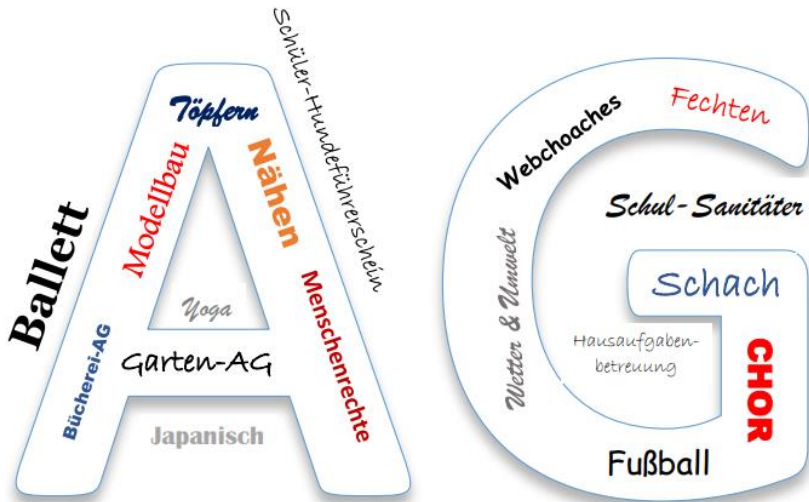 Schüler-Hundeführerschein
Töpfern
Modellbau
Nähen
Ballett
Yoga
Menschenrechte
Bücherei-AG
Garten-AG
Japanisch
Fechten
Webchoaches
Schul-Sanitäter
Wetter & Umwelt
Schach
Hausaufgaben-
betreuung
CHOR
Fußball